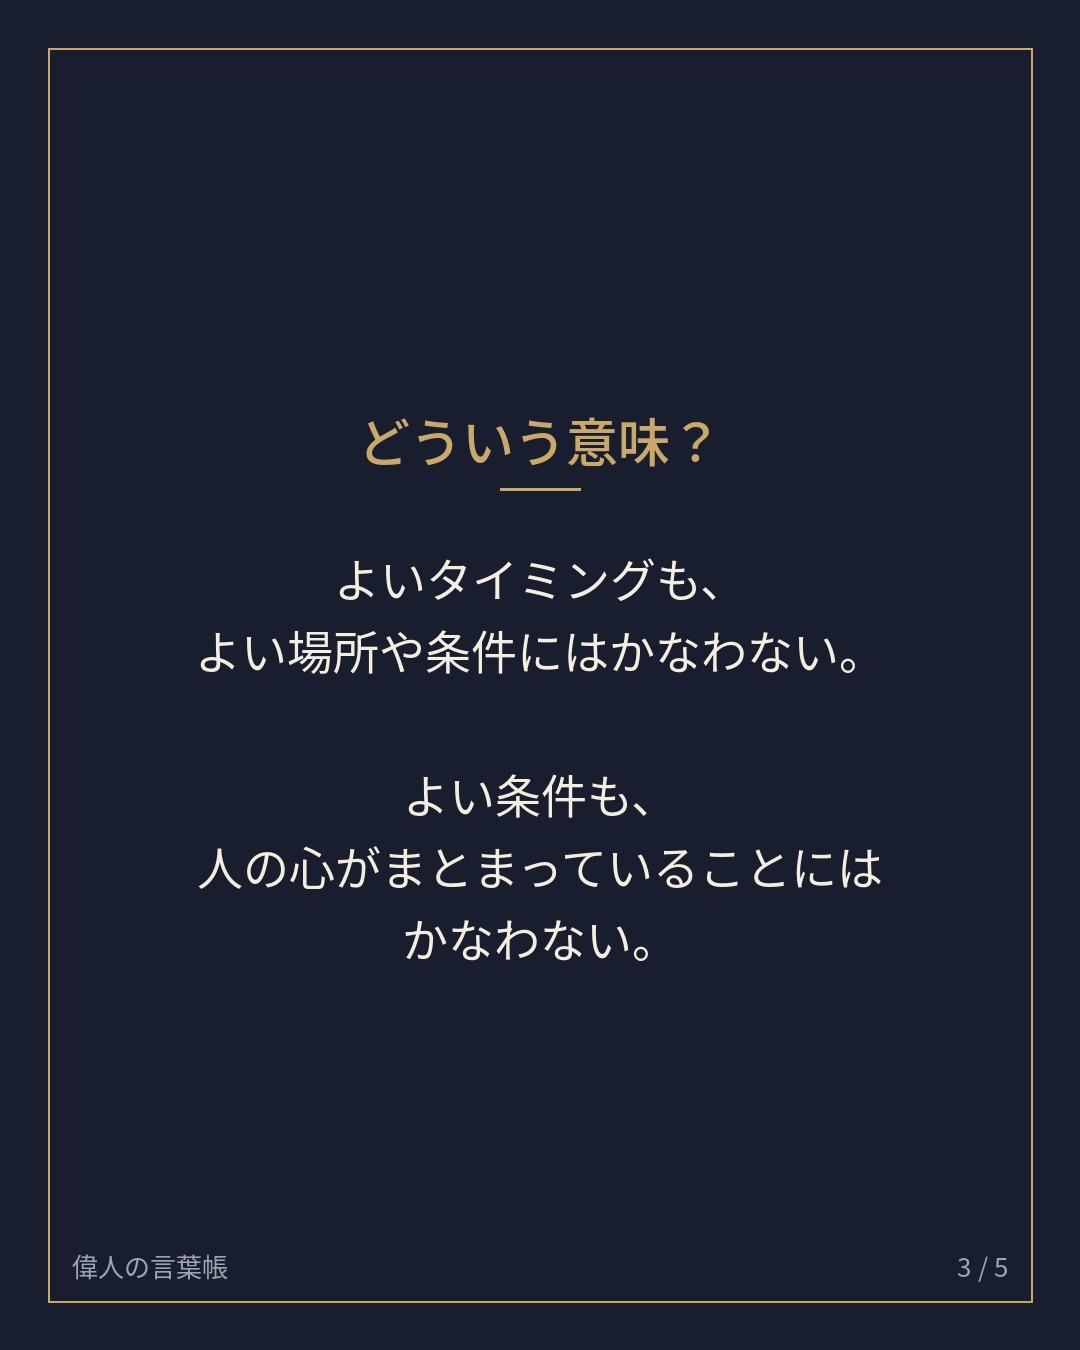 どういう意味？
よいタイミングも、
よい場所や条件にはかなわない。
よい条件も、
人の心がまとまっていることには
かなわない。
偉人の言葉帳
3 / 5